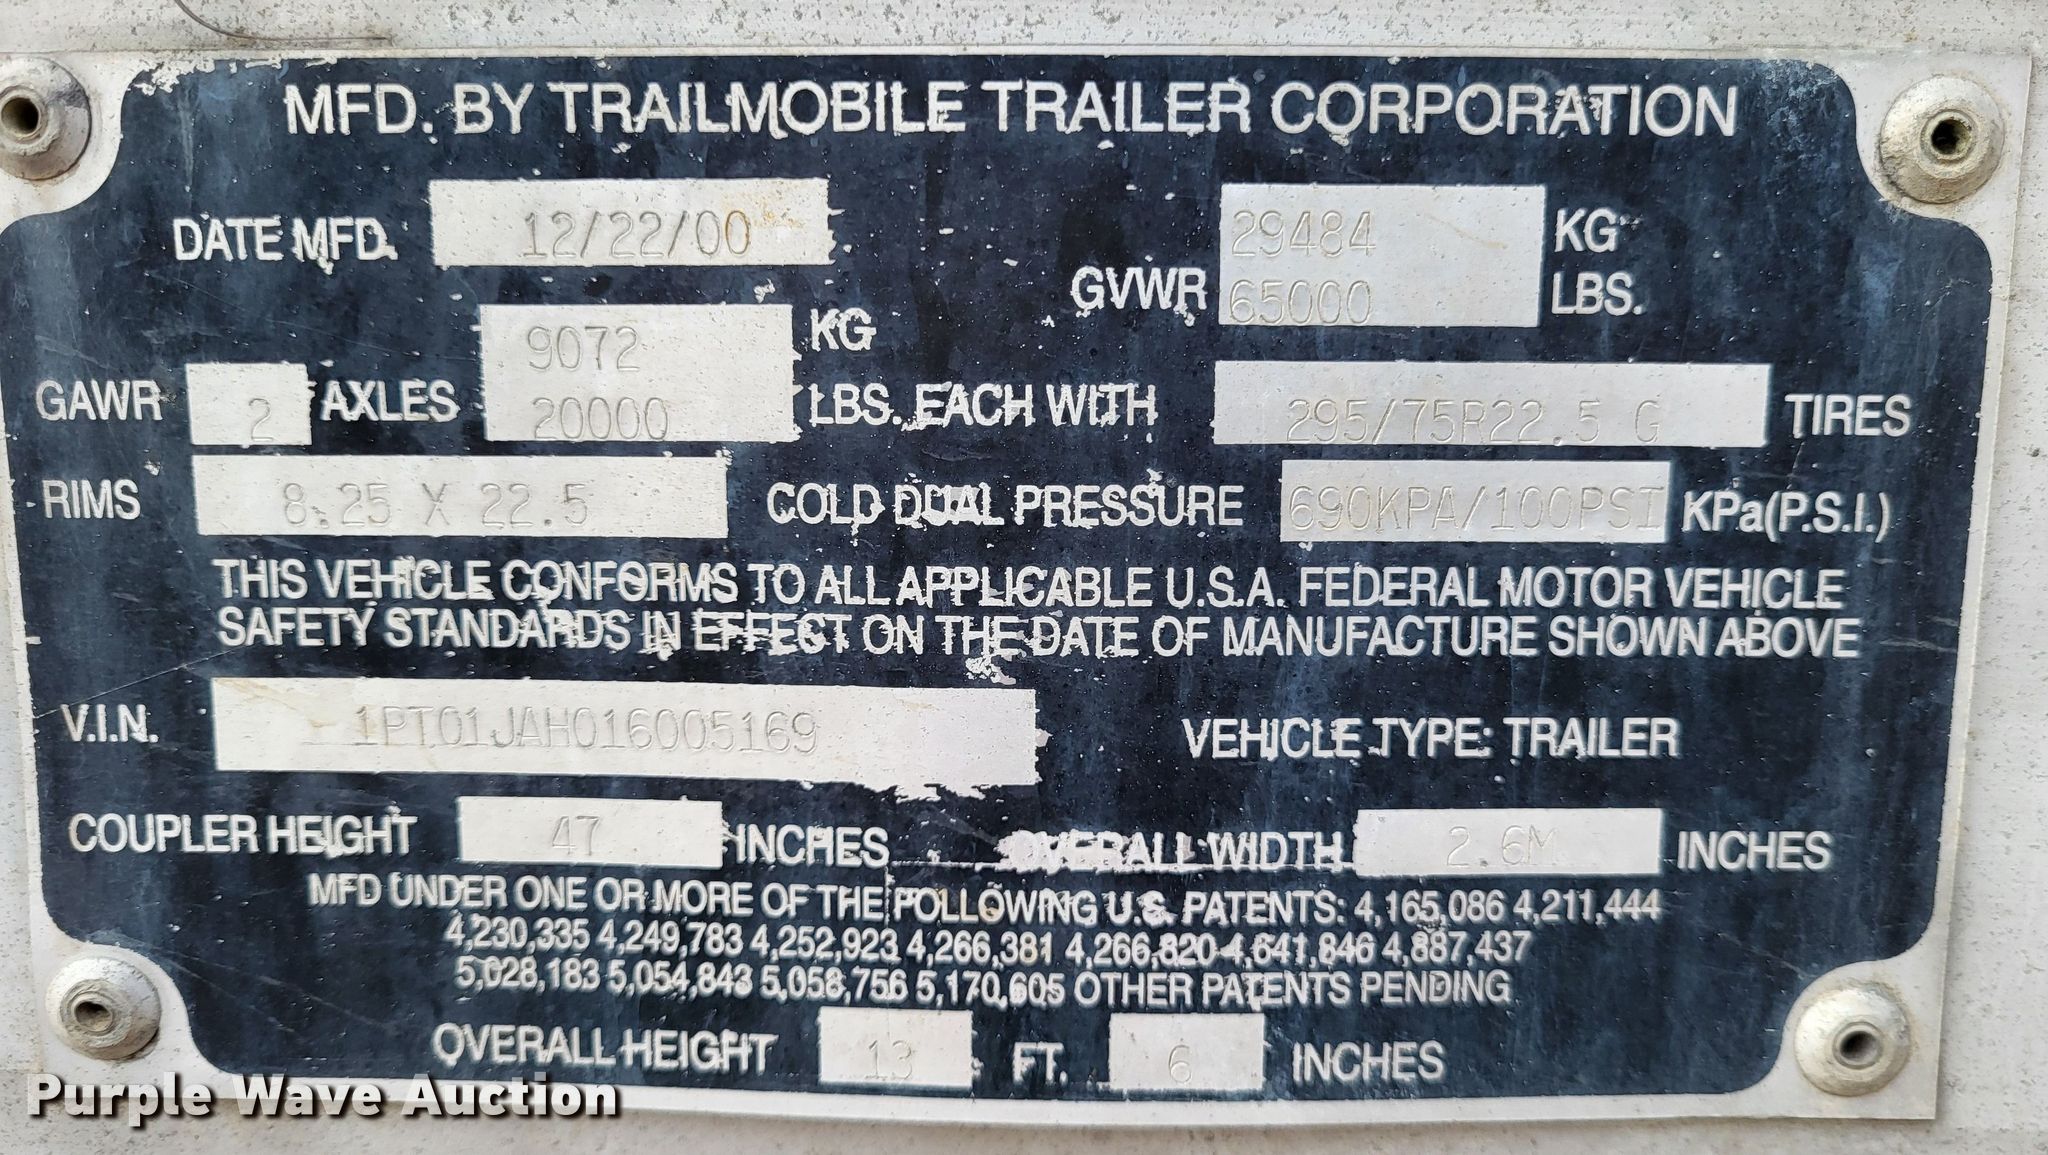 MFD. BY TRAILMOBILE TRAILER CORPORATION
DATE MFD. 12/22/00
GVWR 29484 KG
65000 LBS.
GAWR 2 AXLES 9072 KG
20000 LBS. EACH WITH 295/75R22.5 G TIRES
RIMS 8.25 X 22.5 COLD DUAL PRESSURE 690KPA/100PSI KPa(P.S.I.)
THIS VEHICLE CONFORMS TO ALL APPLICABLE U.S.A. FEDERAL MOTOR VEHICLE
SAFETY STANDARDS IN EFFECT ON THE DATE OF MANUFACTURE SHOWN ABOVE
V.I.N. 1PT01JAH016005169 VEHICLE TYPE: TRAILER
COUPLER HEIGHT 47 INCHES OVERALL WIDTH 2.6M INCHES
MFD UNDER ONE OR MORE OF THE FOLLOWING U.S. PATENTS: 4,165,086 4,211,444
4,230,335 4,249,783 4,252,923 4,266,381 4,266,820 4,641,846 4,887,437
5,028,183 5,054,843 5,058,756 5,170,605 OTHER PATENTS PENDING
OVERALL HEIGHT 13 FT. 6 INCHES
Purple Wave Auction